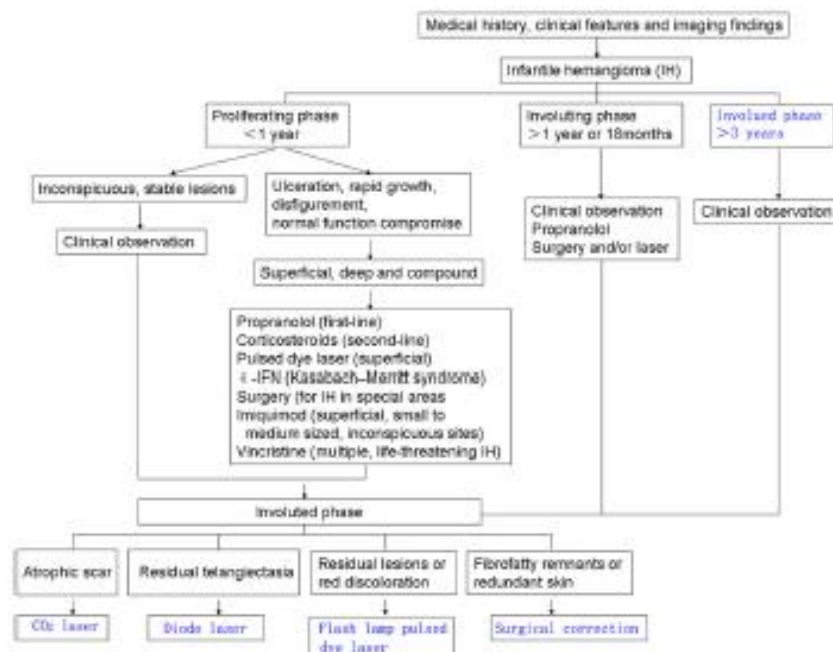 Medical history, clinical features and imaging findings
Infantile hemangioma (IH)
Proliferating phase
<1 year
Involuting phase
>1 year or 18months
Involued phase
>3 years
Inconspicuous, stable lesions
Ulceration, rapid growth,
disfigurement,
normal function compromise
Clinical observation
Propranolol
Surgery and/or laser
Clinical observation
Clinical observation
Superficial, deep and compound
Propranolol (first-line)
Corticosteroids (second-line)
Pulsed dye laser (superficial)
-IFN (Kasabach–Merritt syndrome)
Surgery (for IH in special areas
Imiquimod (superficial, small to
medium sized, inconspicuous sites)
Vincristine (multiple, life-threatening IH)
Involuted phase
Atrophic scar
Residual telangiectasia
Residual lesions or
red discoloration
Fibrofatty remnants or
redundant skin
CO₂ laser
Diode laser
Flash lamp pulsed
dye laser
Surgical correction